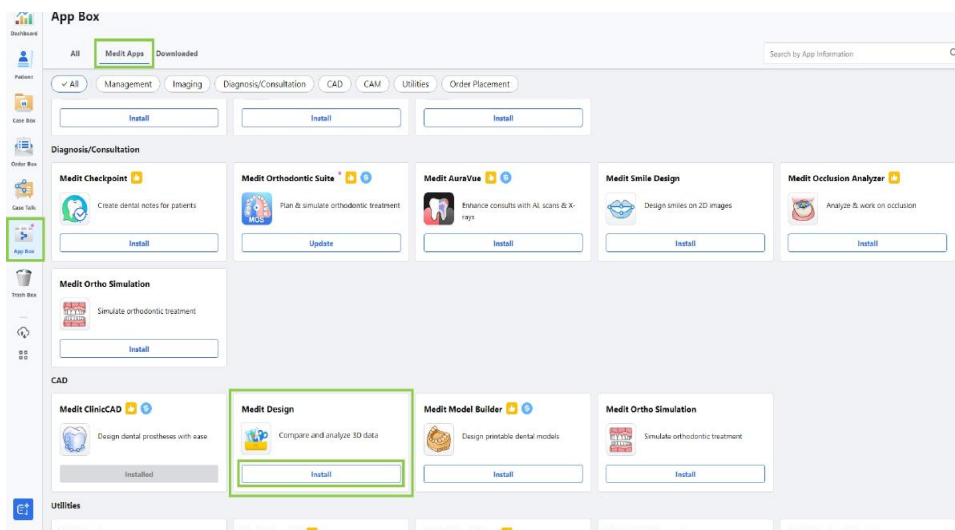 App Box
Dashboard
Patient
Case Box
Order Box
Case Talk
App Box
Trash Box
All
Medit Apps
Downloaded
Search by App Information
All
Management
Imaging
Diagnosis/Consultation
CAD
CAM
Utilities
Order Placement
Install
Install
Install
Diagnosis/Consultation
Medit Checkpoint
Create dental notes for patients
Install
Medit Orthodontic Suite
MOS
Plan & simulate orthodontic treatment
Update
Medit AuraVue
Enhance consults with AI, scans & X-
rays
Install
Medit Smile Design
Design smiles on 2D images
Install
Medit Occlusion Analyzer
Analyze & work on occlusion
Install
Medit Ortho Simulation
Simulate orthodontic treatment
Install
CAD
Medit ClinicCAD
Design dental prostheses with ease
Installed
Medit Design
Compare and analyze 3D data
Install
Medit Model Builder
Design printable dental models
Install
Medit Ortho Simulation
Simulate orthodontic treatment
Install
Utilities